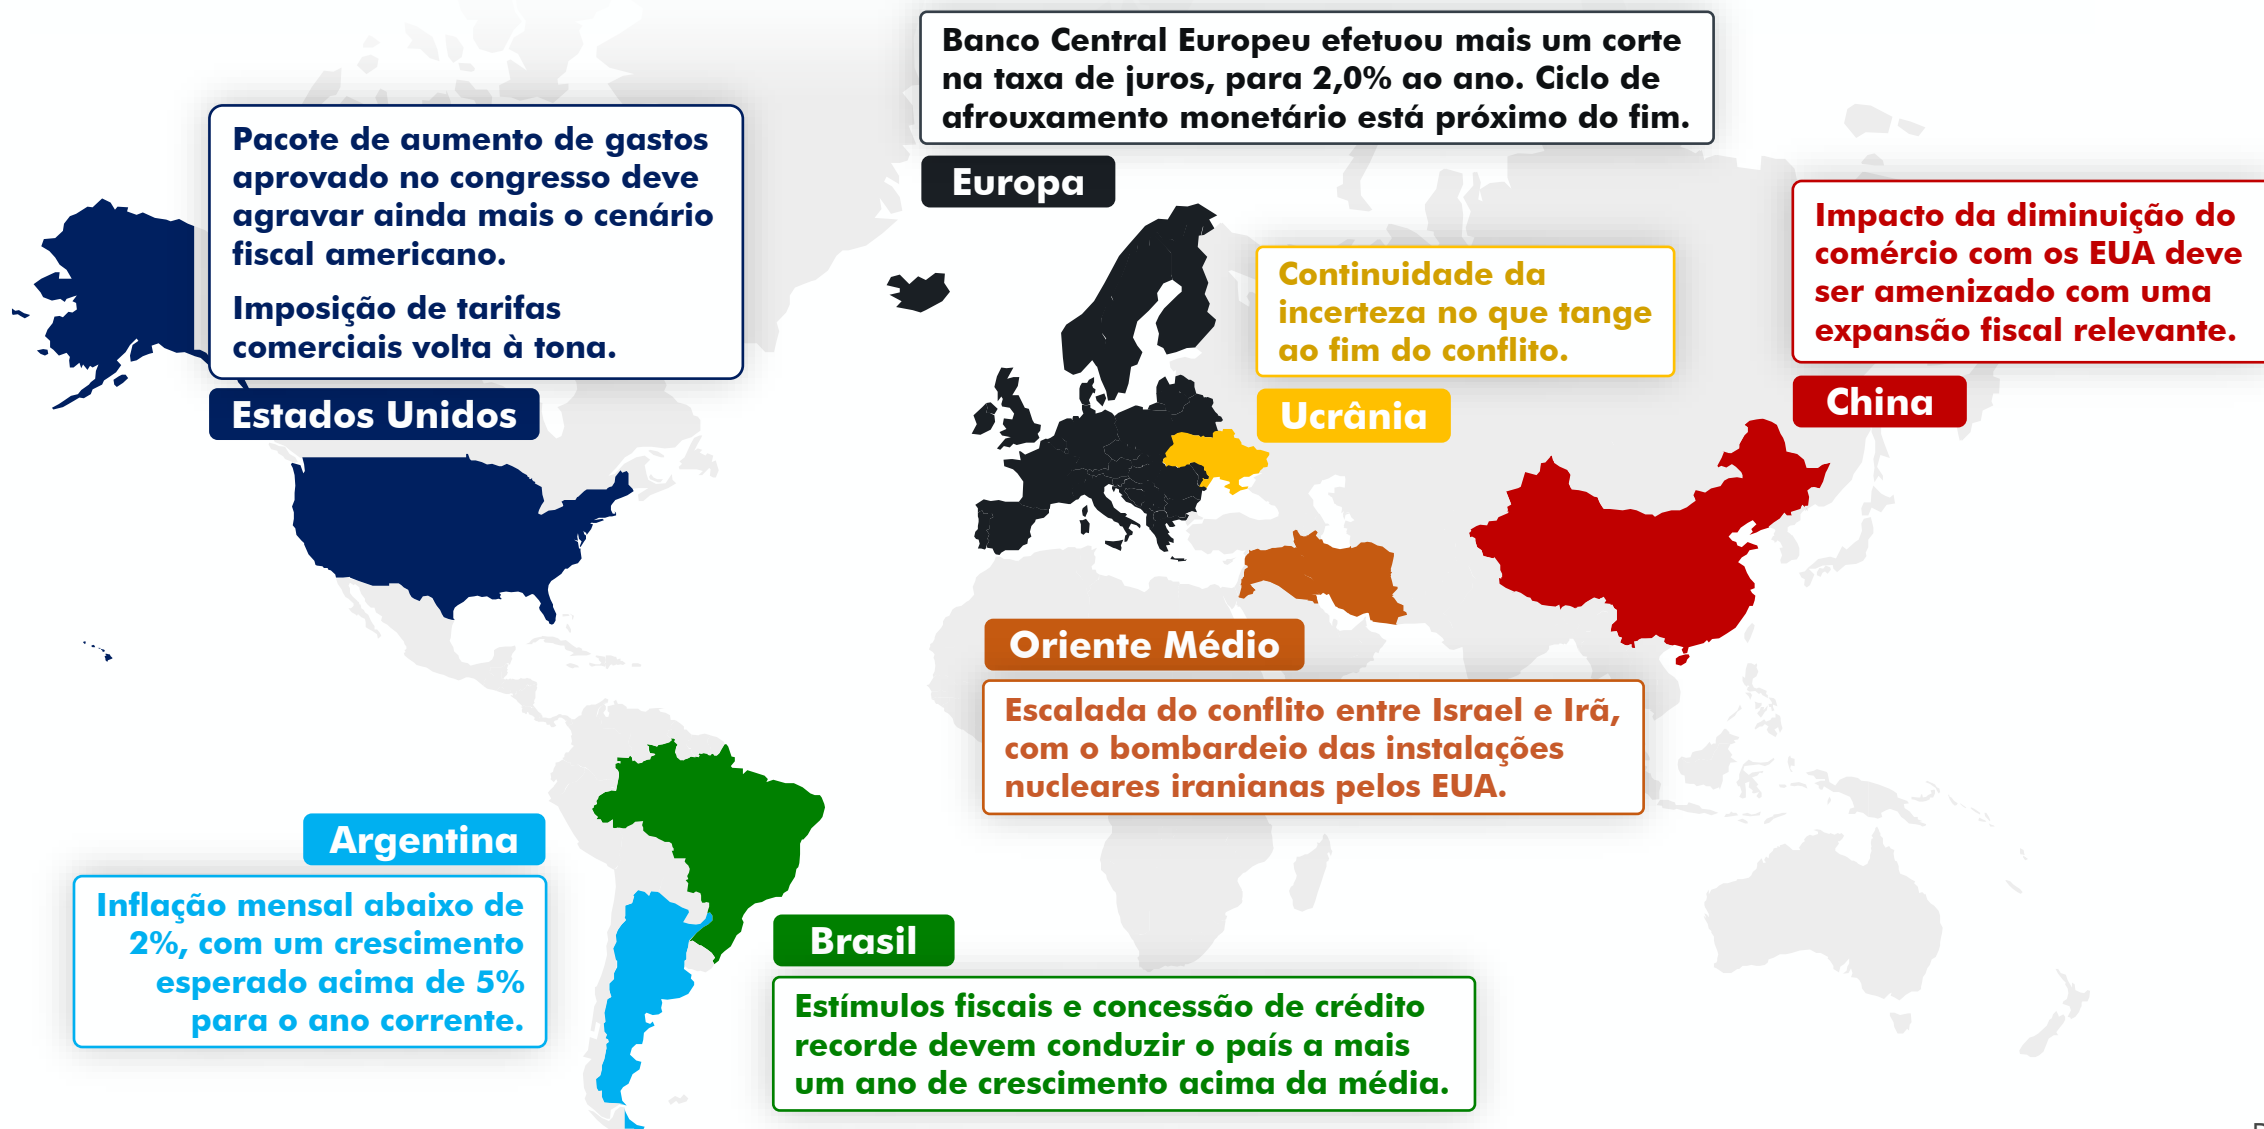 Banco Central Europeu efetuou mais um corte
na taxa de juros, para 2,0% ao ano. Ciclo de
afrouxamento monetário está próximo do fim.
Europa
Pacote de aumento de gastos
aprovado no congresso deve
agravar ainda mais o cenário
fiscal americano.
Imposição de tarifas
comerciais volta à tona.
Estados Unidos
Continuidade da
incerteza no que tange
ao fim do conflito.
Ucrânia
Impacto da diminuição do
comércio com os EUA deve
ser amenizado com uma
expansão fiscal relevante.
China
Oriente Médio
Escalada do conflito entre Israel e Irã,
com o bombardeio das instalações
nucleares iranianas pelos EUA.
Argentina
Inflação mensal abaixo de
2%, com um crescimento
esperado acima de 5%
para o ano corrente.
Brasil
Estímulos fiscais e concessão de crédito
recorde devem conduzir o país a mais
um ano de crescimento acima da média.